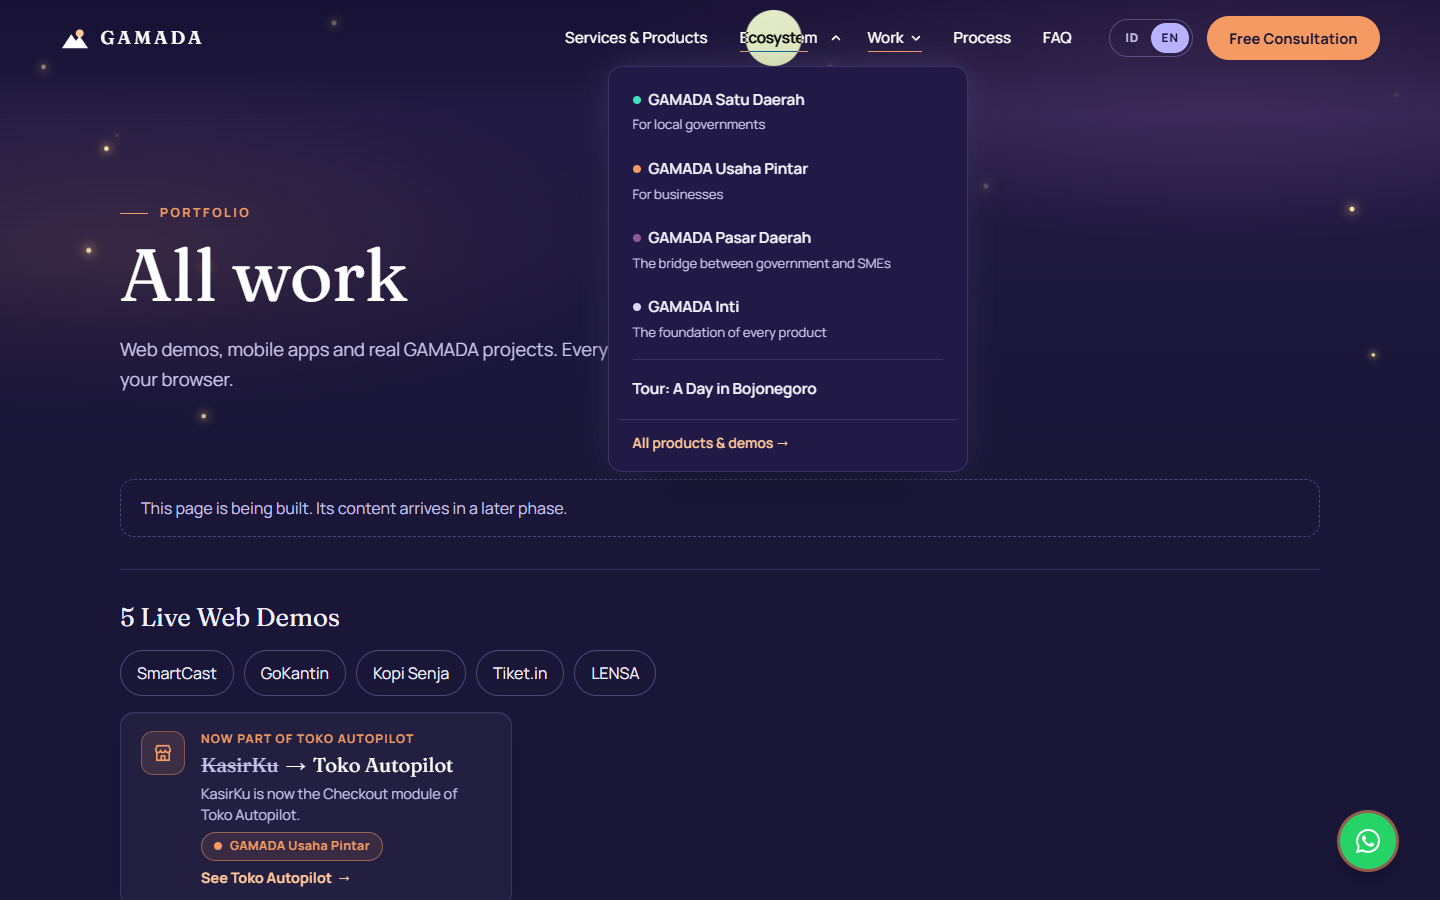 GAMADA
Services & Products
Ecosystem
Work
Process
FAQ
ID
EN
Free Consultation
GAMADA Satu Daerah
For local governments
GAMADA Usaha Pintar
For businesses
GAMADA Pasar Daerah
The bridge between government and SMEs
GAMADA Inti
The foundation of every product
Tour: A Day in Bojonegoro
All products & demos →
PORTFOLIO
All work
Web demos, mobile apps and real GAMADA projects. Every
your browser.
This page is being built. Its content arrives in a later phase.
5 Live Web Demos
SmartCast
GoKantin
Kopi Senja
Tiket.in
LENSA
NOW PART OF TOKO AUTOPILOT
KasirKu → Toko Autopilot
KasirKu is now the Checkout module of
Toko Autopilot.
GAMADA Usaha Pintar
See Toko Autopilot →